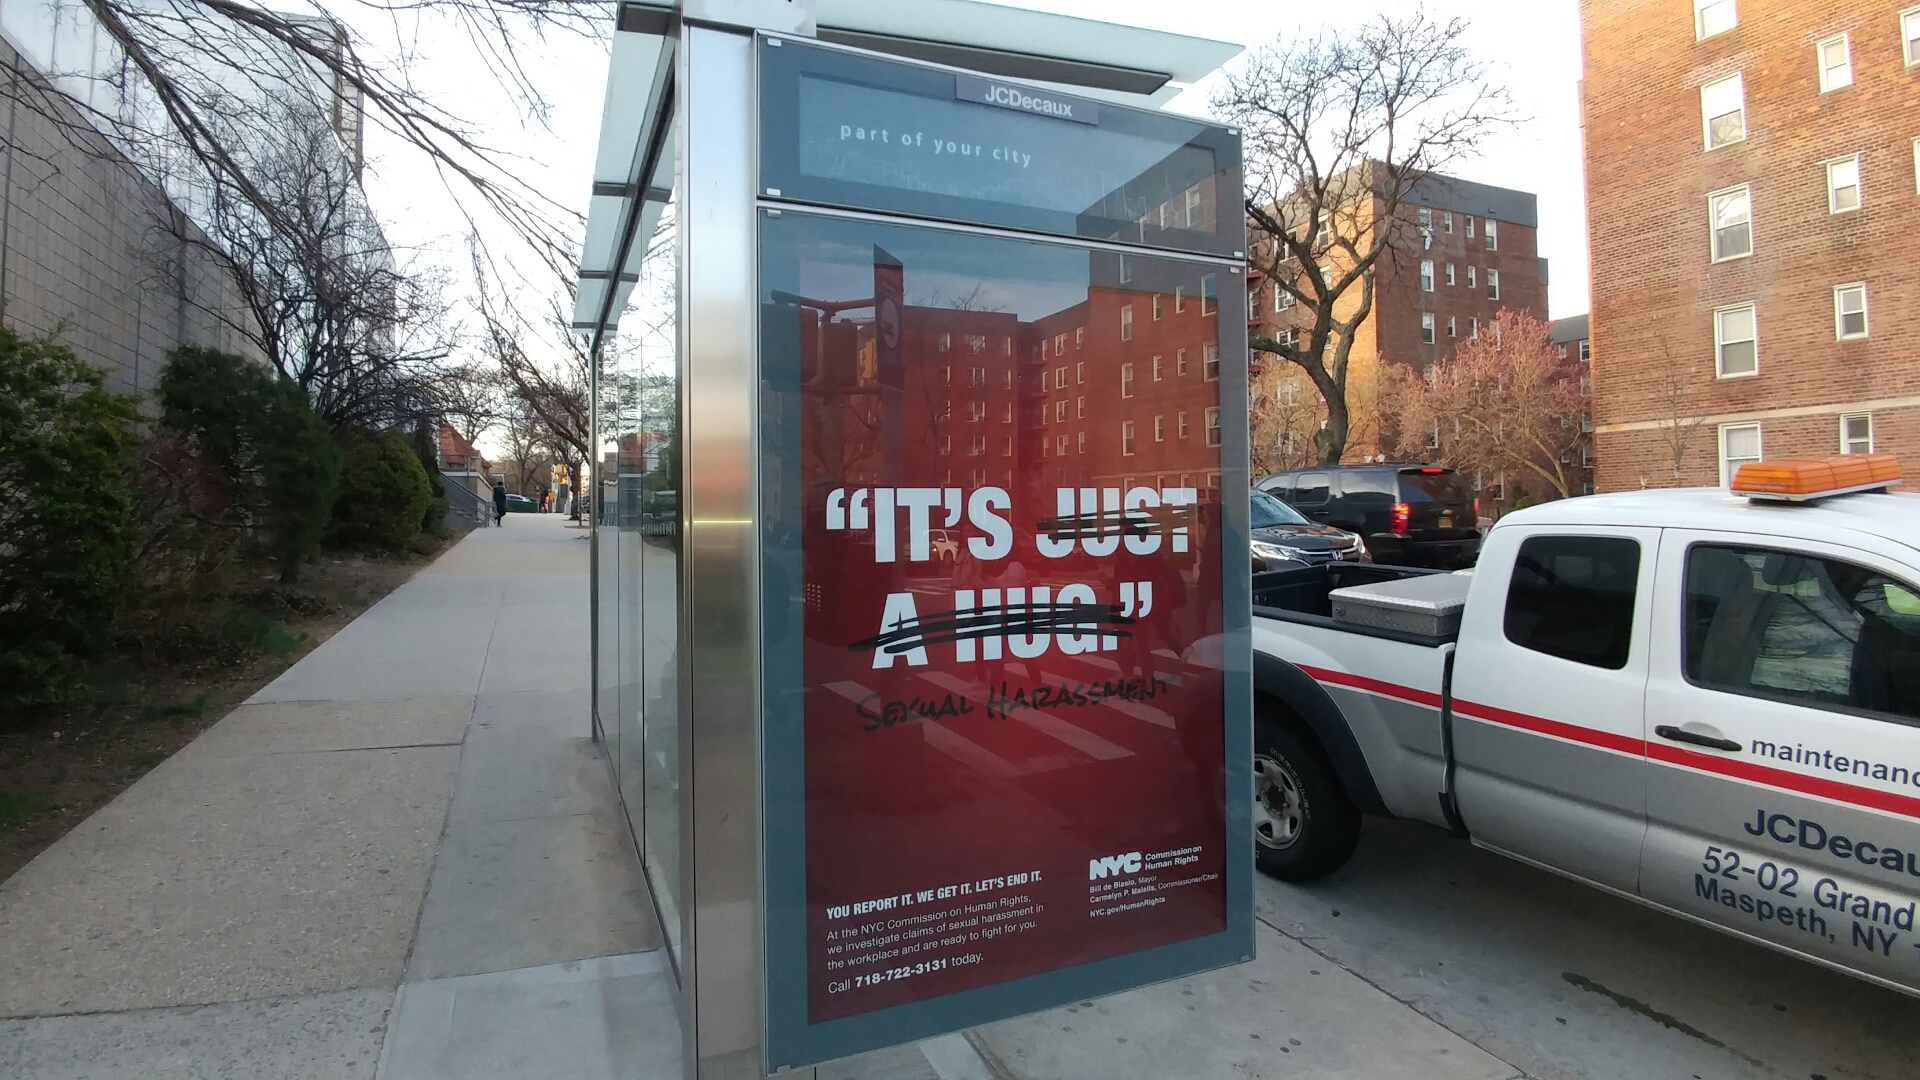 JCDecaux
part of your city
“IT'S JUST
A HUG.”
SEXUAL HARASSMENT
YOU REPORT IT. WE GET IT. LET'S END IT.
At the NYC Commission on Human Rights,
we investigate claims of sexual harassment in
the workplace and are ready to fight for you.
Call 718-722-3131 today.
NYC Commission on
Human Rights
Bill de Blasio, Mayor
Carmelyn P. Malalis, Commissioner/Chair
NYC.gov/HumanRights
maintenanc
JCDecau
52-02 Grand
Maspeth, NY